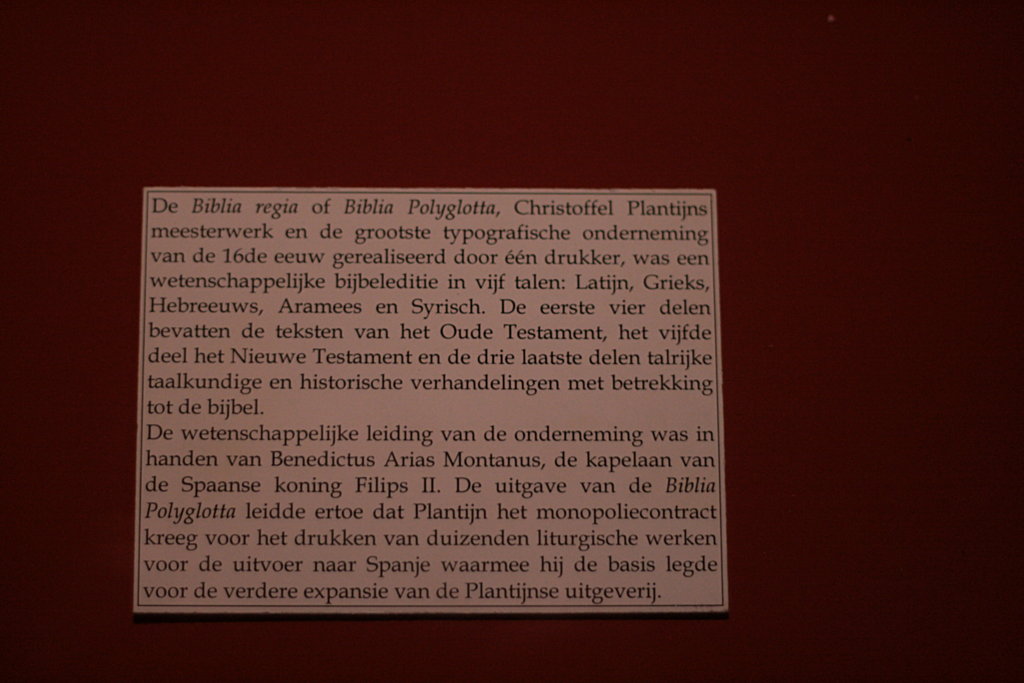 De Biblia regia of Biblia Polyglotta, Christoffel Plantijns
meesterwerk en de grootste typografische onderneming
van de 16de eeuw gerealiseerd door één drukker, was een
wetenschappelijke bijbeleditie in vijf talen: Latijn, Grieks,
Hebreeuws, Aramees en Syrisch. De eerste vier delen
bevatten de teksten van het Oude Testament, het vijfde
deel het Nieuwe Testament en de drie laatste delen talrijke
taalkundige en historische verhandelingen met betrekking
tot de bijbel.
De wetenschappelijke leiding van de onderneming was in
handen van Benedictus Arias Montanus, de kapelaan van
de Spaanse koning Filips II. De uitgave van de Biblia
Polyglotta leidde ertoe dat Plantijn het monopoliecontract
kreeg voor het drukken van duizenden liturgische werken
voor de uitvoer naar Spanje waarmee hij de basis legde
voor de verdere expansie van de Plantijnse uitgeverij.